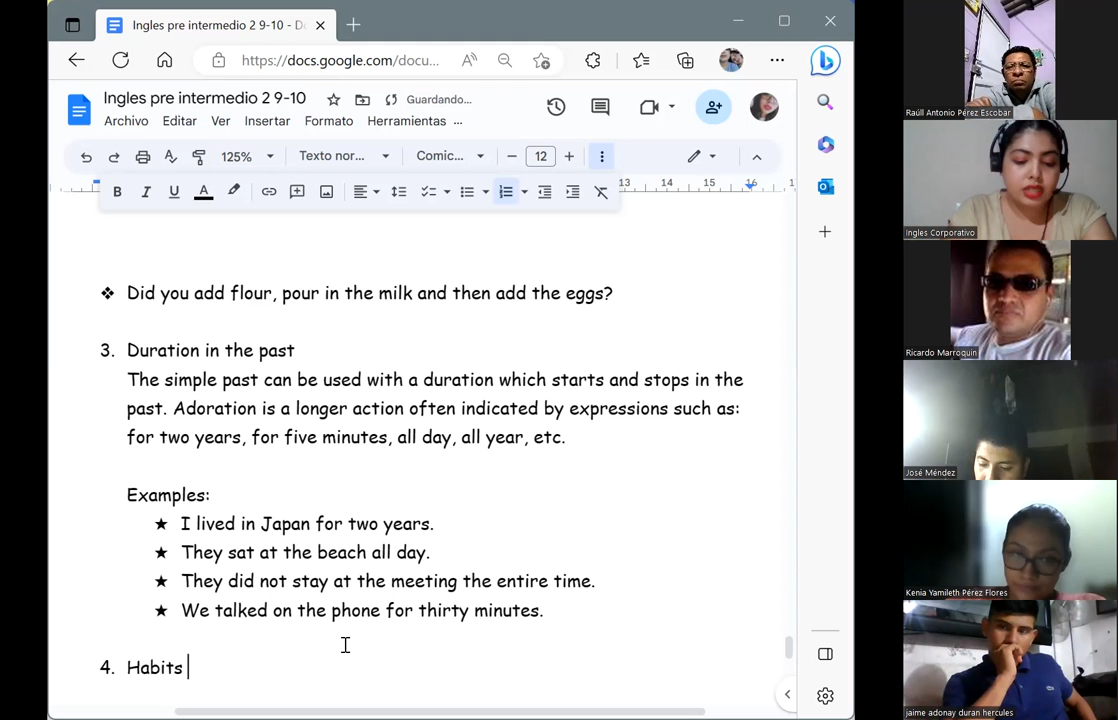 Ingles pre intermedio 2 9-10 - Do
https://docs.google.com/docu...
Ingles pre intermedio 2 9-10
Guardando...
Archivo Editar Ver Insertar Formato Herramientas ...
125% Texto nor... Comic... 12
B I U A
13 14 15 16 1
❖ Did you add flour, pour in the milk and then add the eggs?
3. Duration in the past
The simple past can be used with a duration which starts and stops in the
past. Adoration is a longer action often indicated by expressions such as:
for two years, for five minutes, all day, all year, etc.
Examples:
★ I lived in Japan for two years.
★ They sat at the beach all day.
★ They did not stay at the meeting the entire time.
★ We talked on the phone for thirty minutes.
4. Habits
Raúll Antonio Pérez Escobar
Ingles Corporativo
Ricardo Marroquin
José Méndez
Kenia Yamileth Pérez Flores
jaime adonay duran hercules